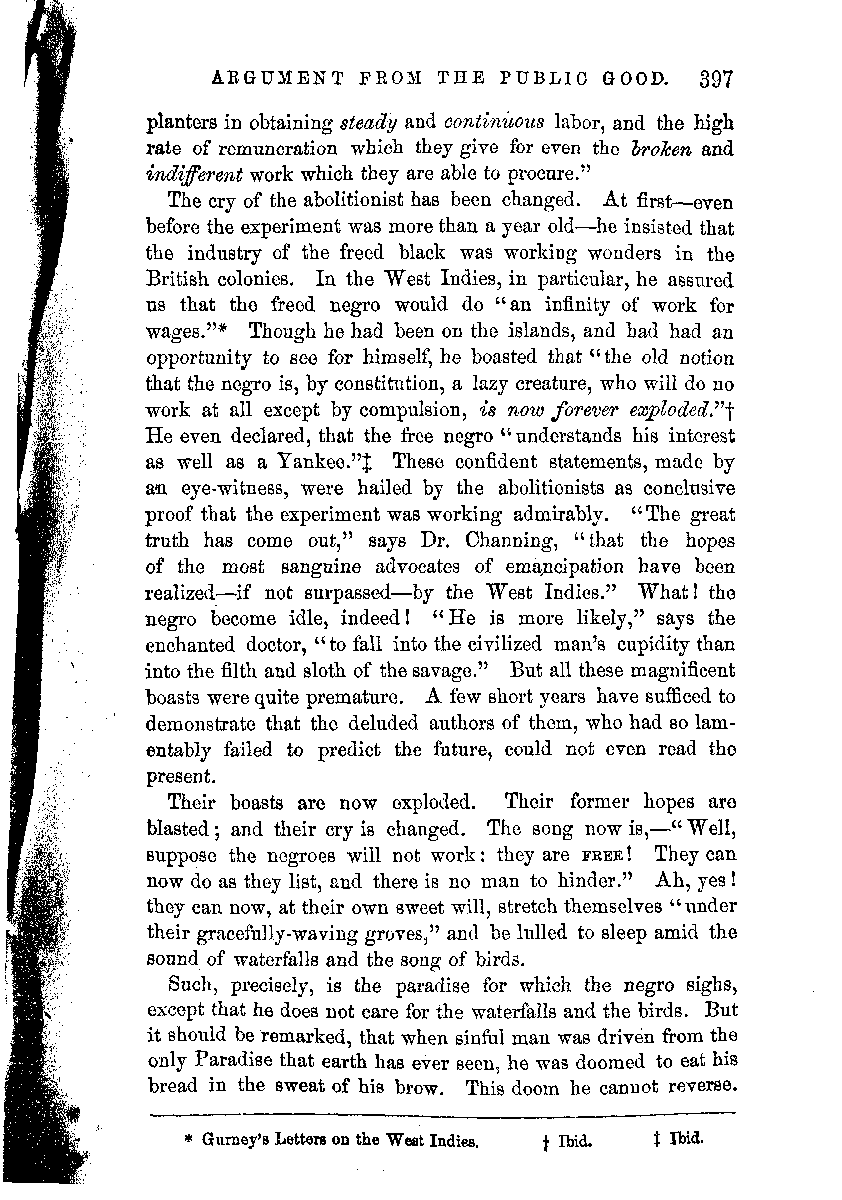 ARGUMENT FROM THE PUBLIC GOOD. 397
planters in obtaining steady and continuous labor, and the high
rate of remuneration which they give for even the broken and
indifferent work which they are able to procure."
The cry of the abolitionist has been changed. At first—even
before the experiment was more than a year old—he insisted that
the industry of the freed black was working wonders in the
British colonies. In the West Indies, in particular, he assured
us that the freed negro would do "an infinity of work for
wages."* Though he had been on the islands, and had had an
opportunity to see for himself, he boasted that "the old notion
that the negro is, by constitution, a lazy creature, who will do no
work at all except by compulsion, is now forever exploded."†
He even declared, that the free negro "understands his interest
as well as a Yankee."‡ These confident statements, made by
an eye-witness, were hailed by the abolitionists as conclusive
proof that the experiment was working admirably. "The great
truth has come out," says Dr. Channing, "that the hopes
of the most sanguine advocates of emancipation have been
realized—if not surpassed—by the West Indies." What! the
negro become idle, indeed! "He is more likely," says the
enchanted doctor, "to fall into the civilized man's cupidity than
into the filth and sloth of the savage." But all these magnificent
boasts were quite premature. A few short years have sufficed to
demonstrate that the deluded authors of them, who had so lam-
entably failed to predict the future, could not even read the
present.
Their boasts are now exploded. Their former hopes are
blasted; and their cry is changed. The song now is,—"Well,
suppose the negroes will not work: they are FREE! They can
now do as they list, and there is no man to hinder." Ah, yes!
they can now, at their own sweet will, stretch themselves "under
their gracefully-waving groves," and be lulled to sleep amid the
sound of waterfalls and the song of birds.
Such, precisely, is the paradise for which the negro sighs,
except that he does not care for the waterfalls and the birds. But
it should be remarked, that when sinful man was driven from the
only Paradise that earth has ever seen, he was doomed to eat his
bread in the sweat of his brow. This doom he cannot reverse.
* Gurney's Letters on the West Indies. † Ibid. ‡ Ibid.